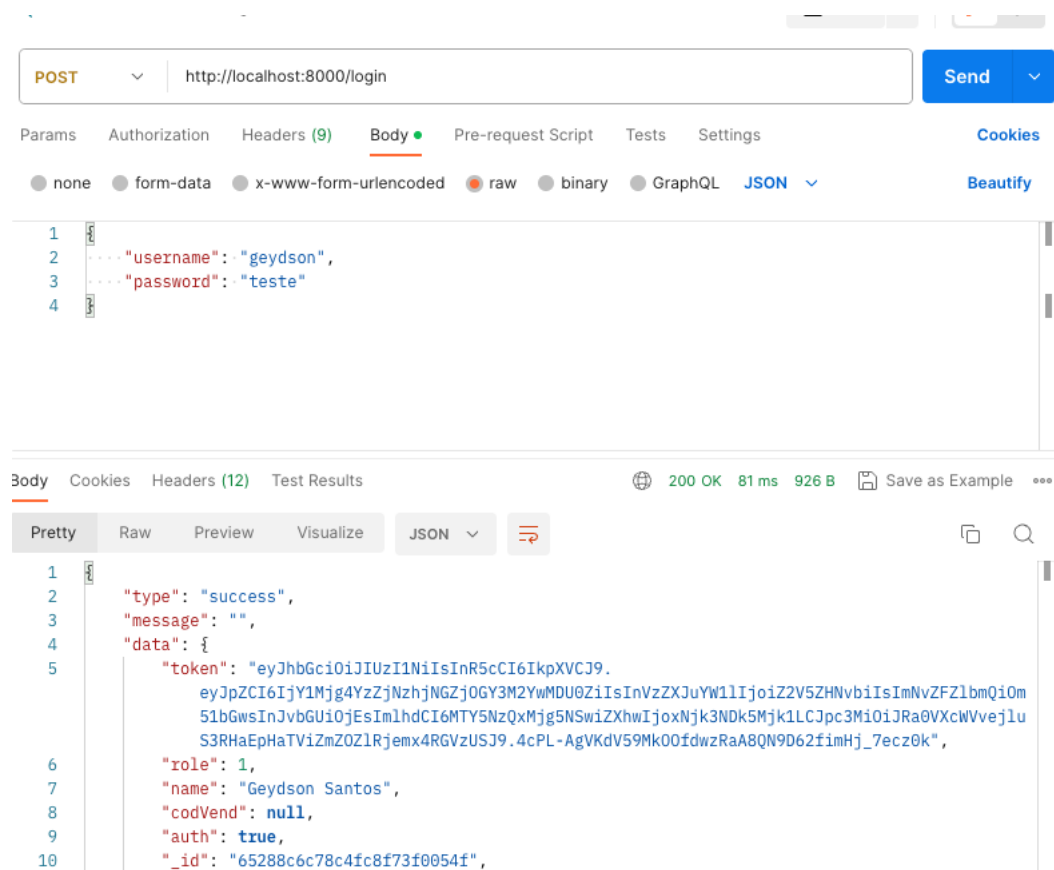 POST http://localhost:8000/login Send
Params Authorization Headers (9) Body Pre-request Script Tests Settings Cookies
none form-data x-www-form-urlencoded raw binary GraphQL JSON Beautify
1 {
2 "username": "geydson",
3 "password": "teste"
4 }
Body Cookies Headers (12) Test Results 200 OK 81 ms 926 B Save as Example
Pretty Raw Preview Visualize JSON
1 {
2 "type": "success",
3 "message": "",
4 "data": {
5 "token": "eyJhbGciOiJIUzI1NiIsInR5cCI6IkpXVCJ9.
eyJpZCI6IjY1Mjg4YzZjNzhjNGZjOGY3M2YwMDU0ZiIsInVzZXJuYW1lIjoiZ2V5ZHNvbiIsImNvZFZlbmQiOm
51bGwsInJvbGUiOjEsImlhdCI6MTY5NzQxMjg5NSwiZXhwIjoxNjk3NDk5Mjk1LCJpc3MiOiJRa0VXcWVvejlu
S3RHaEpHaTViZmZOZlRjemx4RGVzUSJ9.4cPL-AgVKdV59MkOOfdwzRaA8QN9D62fimHj_7ecz0k",
6 "role": 1,
7 "name": "Geydson Santos",
8 "codVend": null,
9 "auth": true,
10 "_id": "65288c6c78c4fc8f73f0054f",